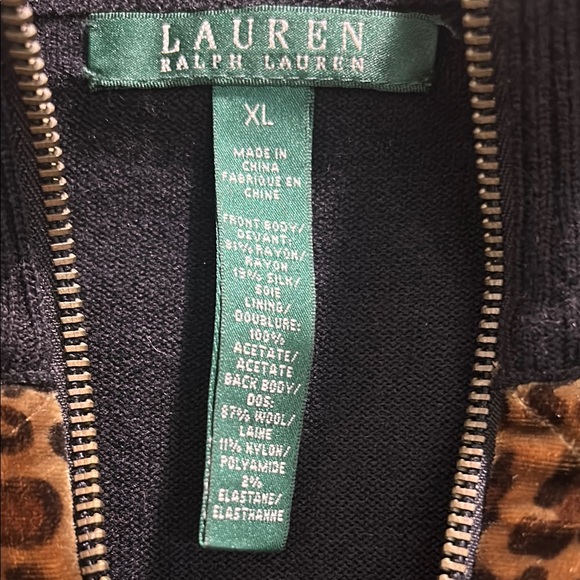 LAUREN
RALPH LAUREN
XL
MADE IN
CHINA
FABRIQUE EN
CHINE
FRONT BODY/
DEVANT:
81% RAYON/
RAYON
19% SILK/
SOIE
LINING/
DOUBLURE:
100%
ACETATE/
ACETATE
BACK BODY/
DOS:
87% WOOL/
LAINE
11% NYLON/
POLYAMIDE
2%
ELASTANE/
ELASTHANNE